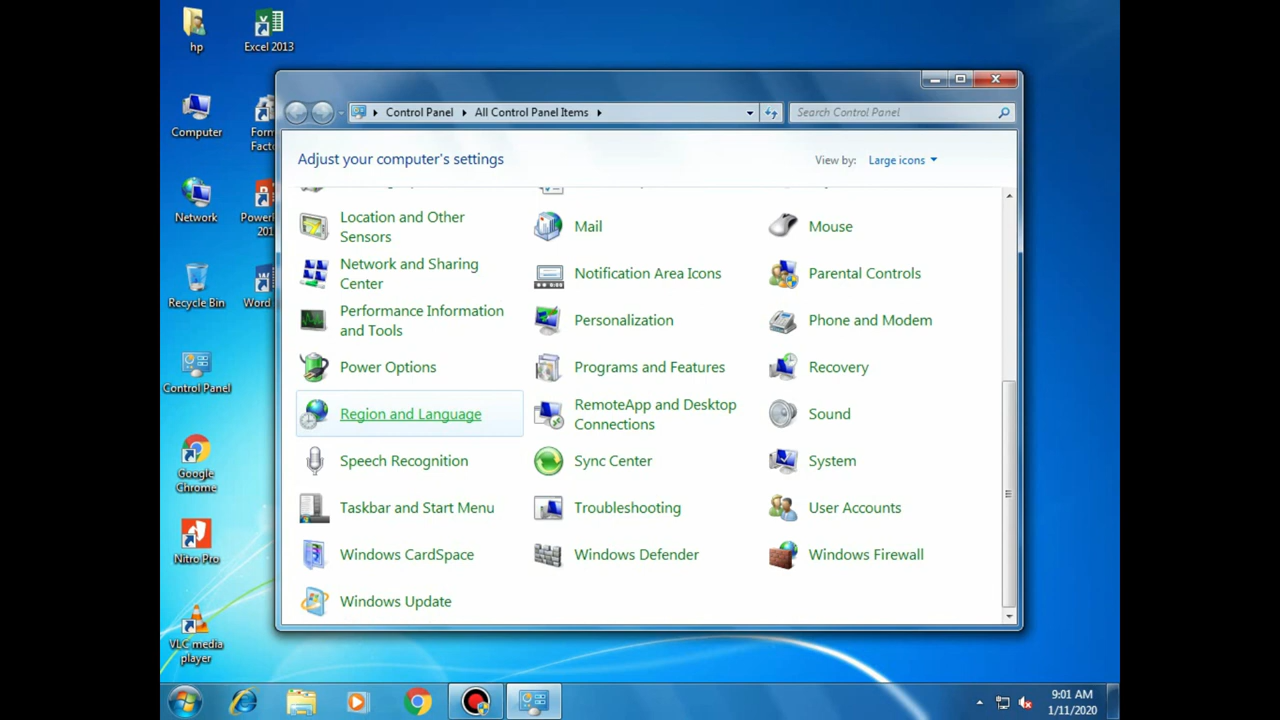 hp
Excel 2013
Computer
Form
Facto
Network
PowerP
201
Recycle Bin
Word
Control Panel
Google
Chrome
Nitro Pro
VLC media
player
Control Panel
All Control Panel Items
Search Control Panel
Adjust your computer's settings
View by: Large icons
Location and Other
Sensors
Mail
Mouse
Network and Sharing
Center
Notification Area Icons
Parental Controls
Performance Information
and Tools
Personalization
Phone and Modem
Power Options
Programs and Features
Recovery
Region and Language
RemoteApp and Desktop
Connections
Sound
Speech Recognition
Sync Center
System
Taskbar and Start Menu
Troubleshooting
User Accounts
Windows CardSpace
Windows Defender
Windows Firewall
Windows Update
9:01 AM
1/11/2020